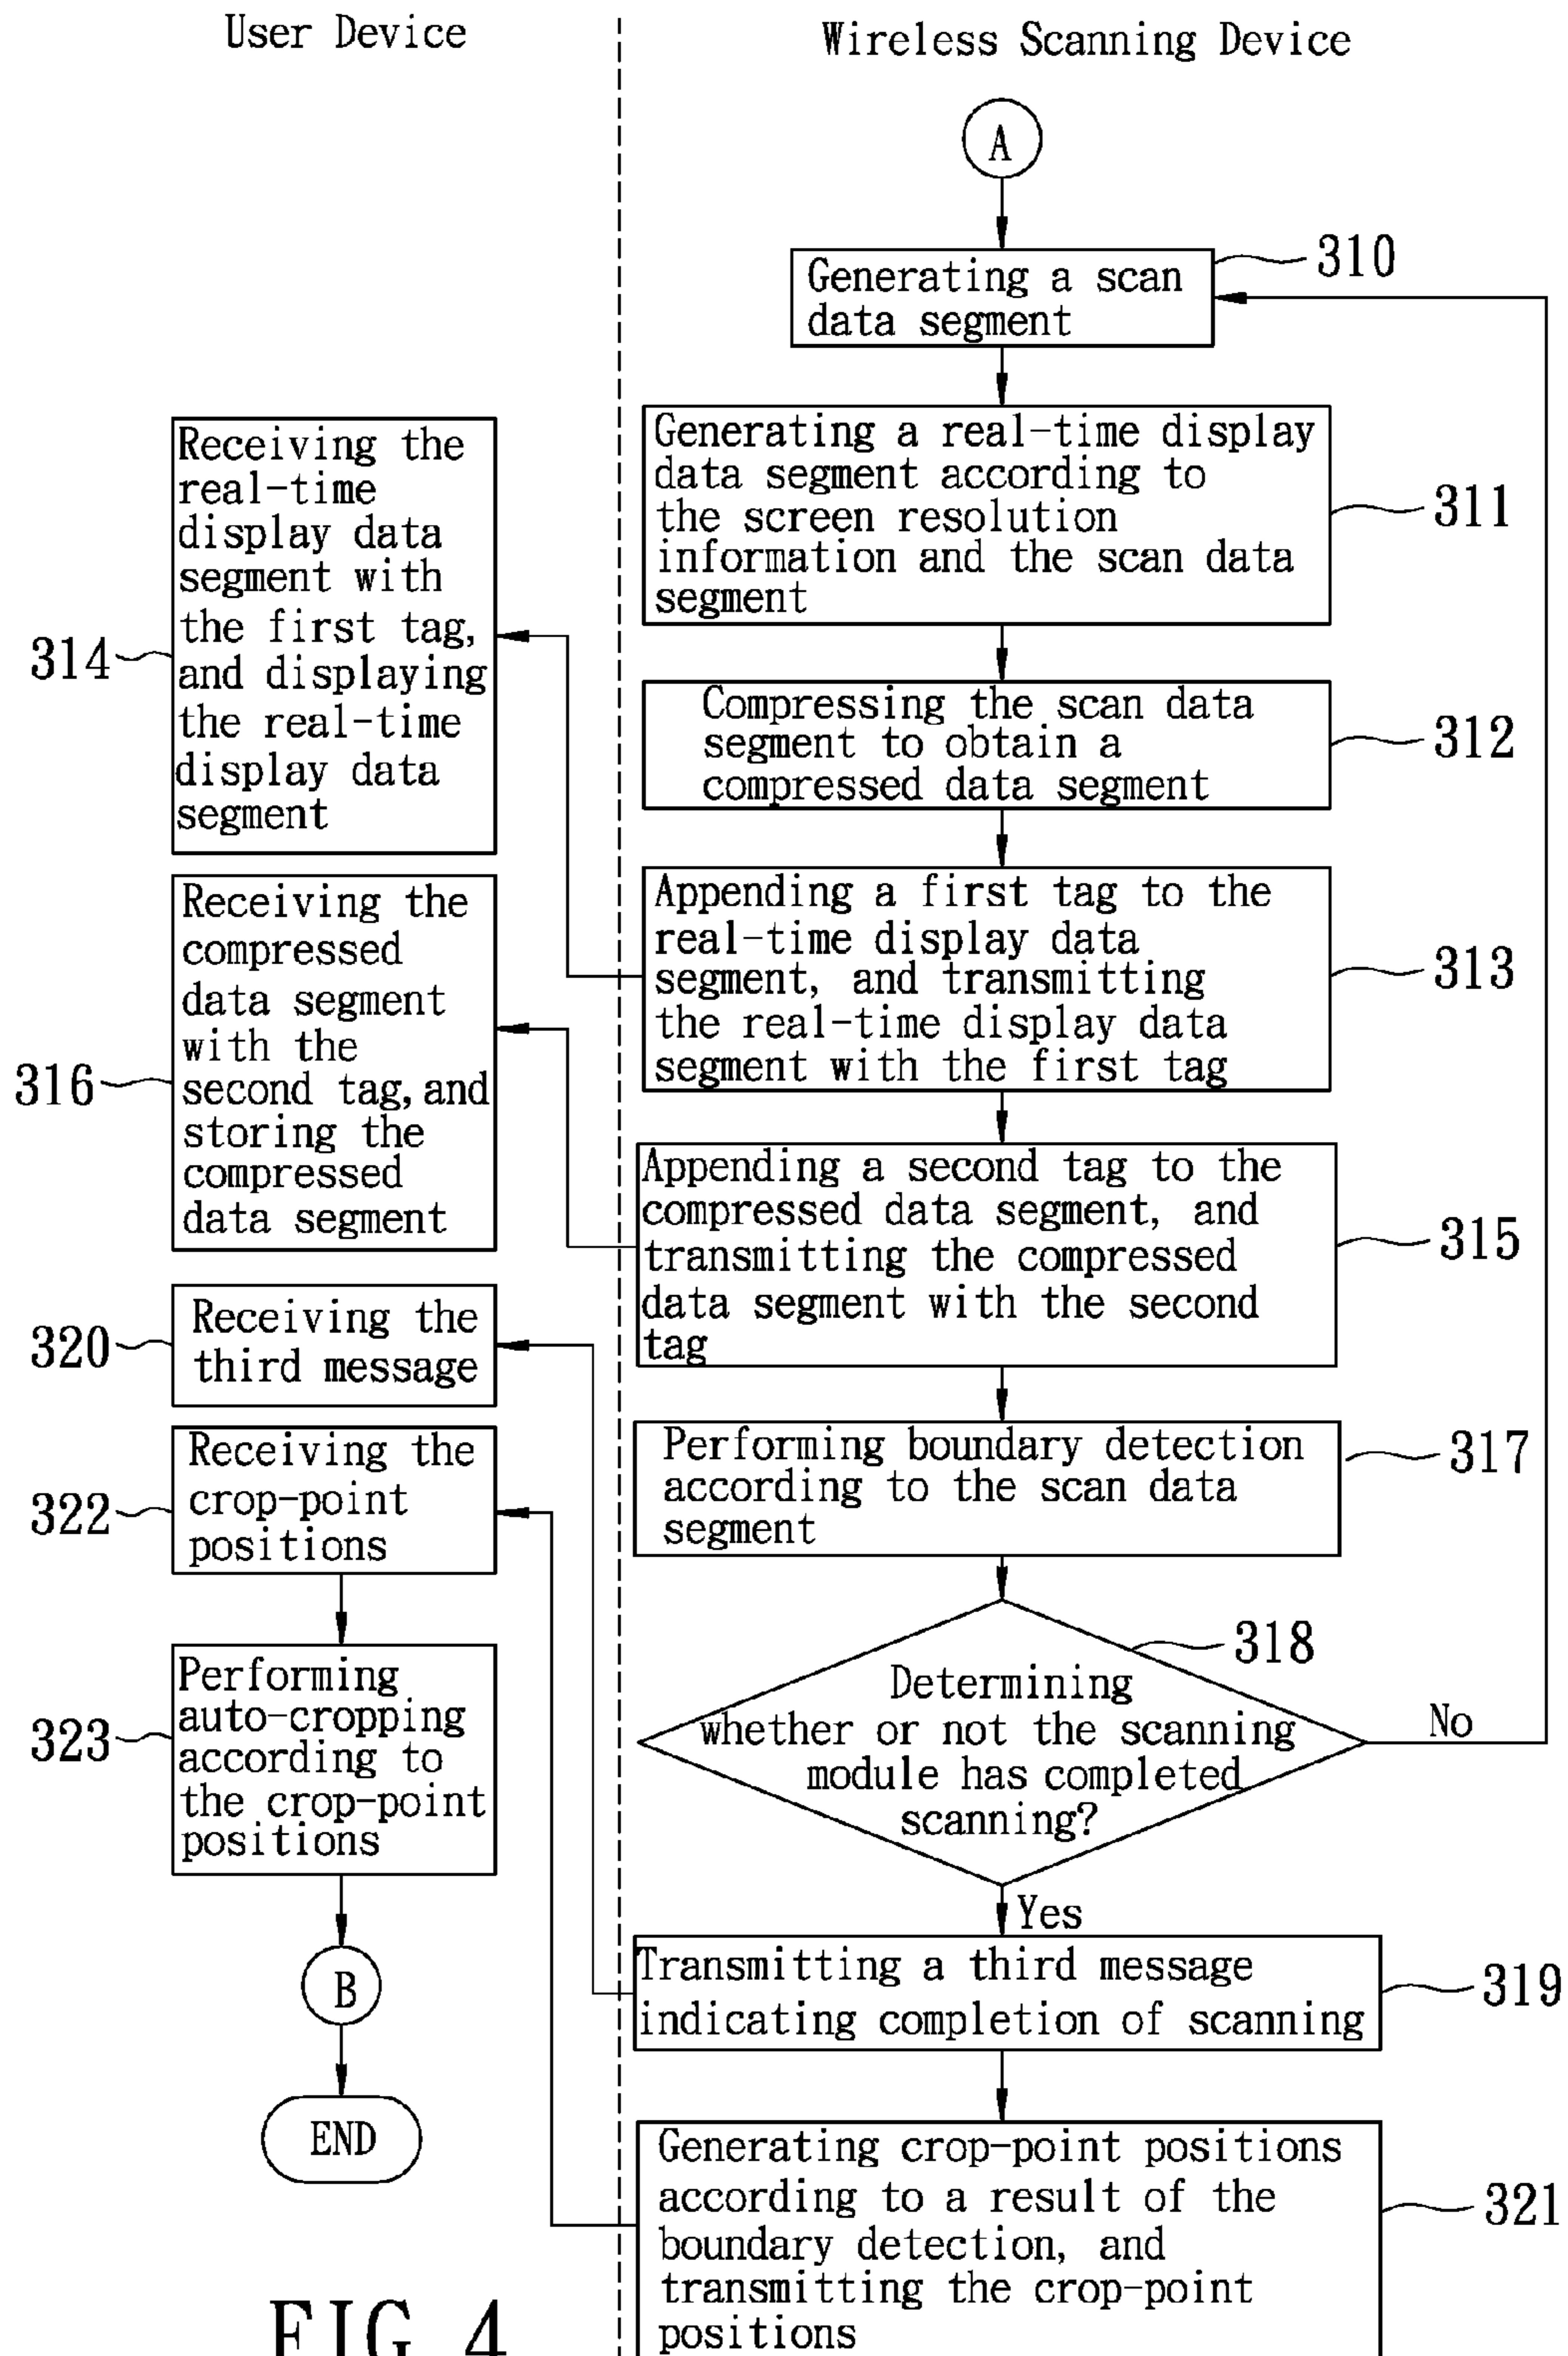 User Device
Wireless Scanning Device
A
Generating a scan
data segment
310
Generating a real-time display
data segment according to
the screen resolution
information and the scan data
segment
311
Compressing the scan data
segment to obtain a
compressed data segment
312
Appending a first tag to the
real-time display data
segment, and transmitting
the real-time display data
segment with the first tag
313
Receiving the
real-time
display data
segment with
the first tag,
and displaying
the real-time
display data
segment
314
Appending a second tag to the
compressed data segment, and
transmitting the compressed
data segment with the second
tag
315
Receiving the
compressed
data segment
with the
second tag, and
storing the
compressed
data segment
316
Performing boundary detection
according to the scan data
segment
317
Determining
whether or not the scanning
module has completed
scanning?
318
No
Yes
Transmitting a third message
indicating completion of scanning
319
Receiving the
third message
320
Generating crop-point positions
according to a result of the
boundary detection, and
transmitting the crop-point
positions
321
Receiving the
crop-point
positions
322
Performing
auto-cropping
according to
the crop-point
positions
323
B
END
FIG. 4